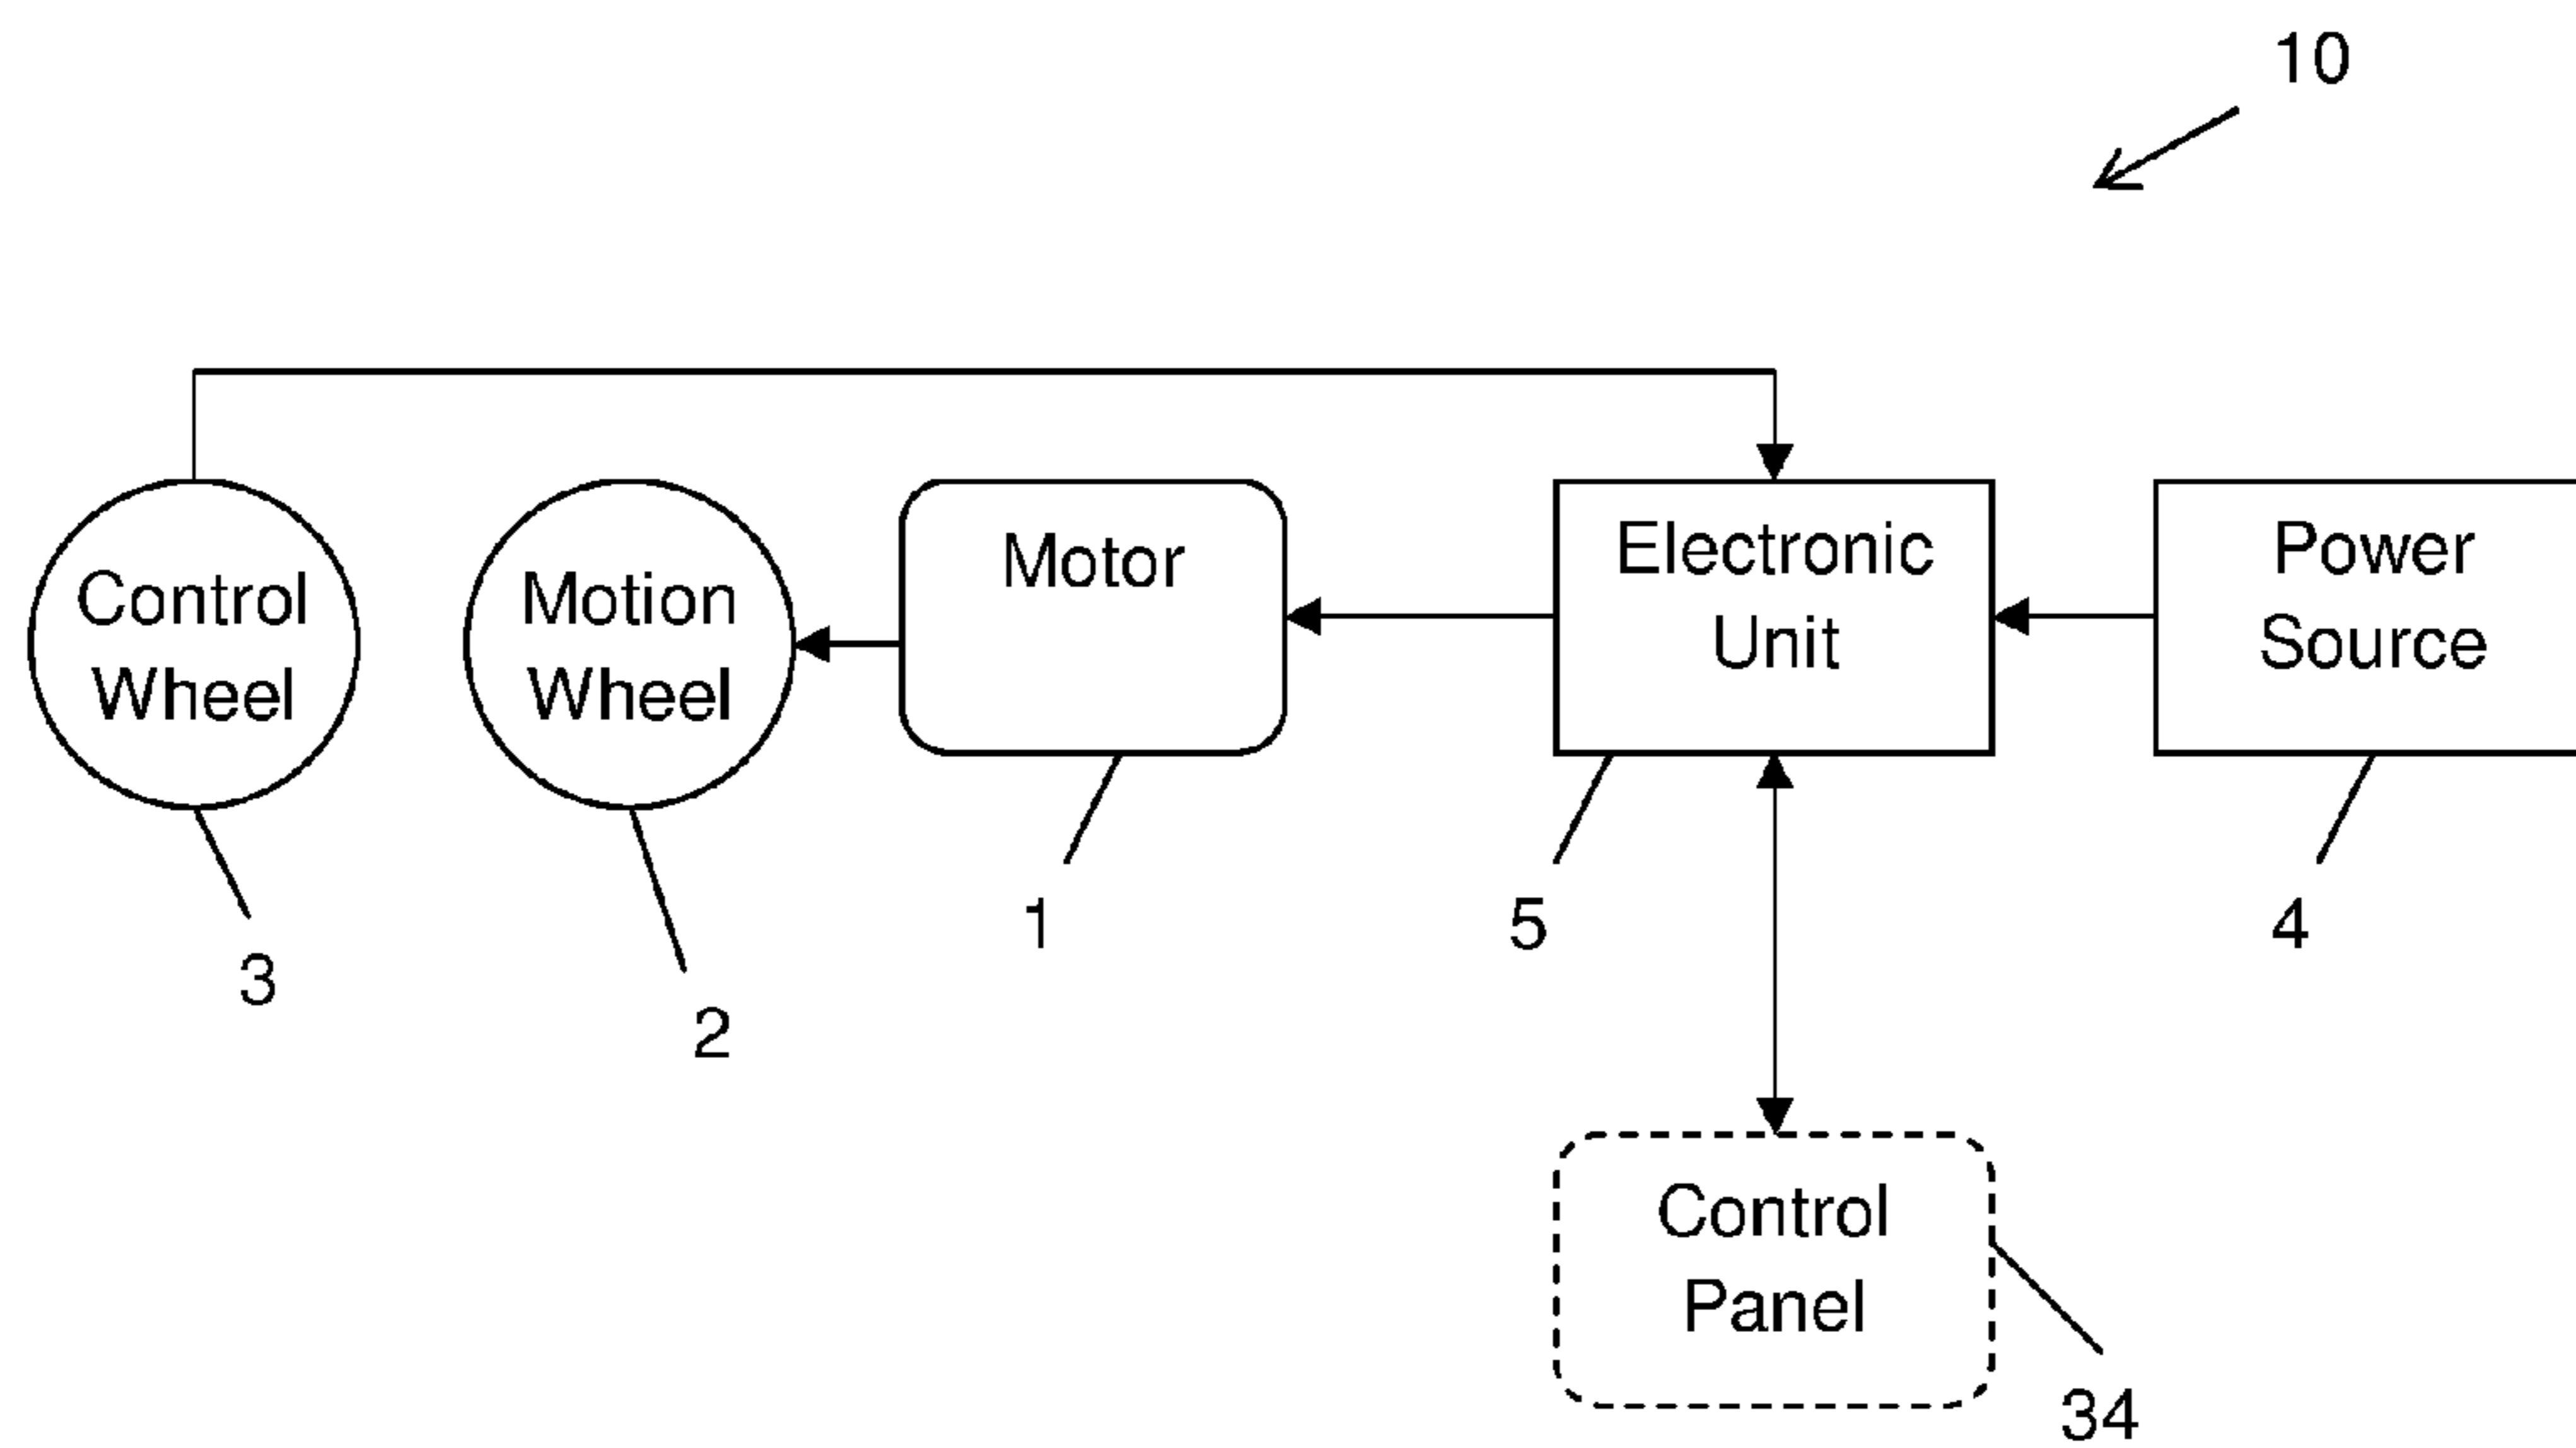 10
Control
Wheel
Motion
Wheel
Motor
Electronic
Unit
Power
Source
3
2
1
5
4
Control
Panel
34